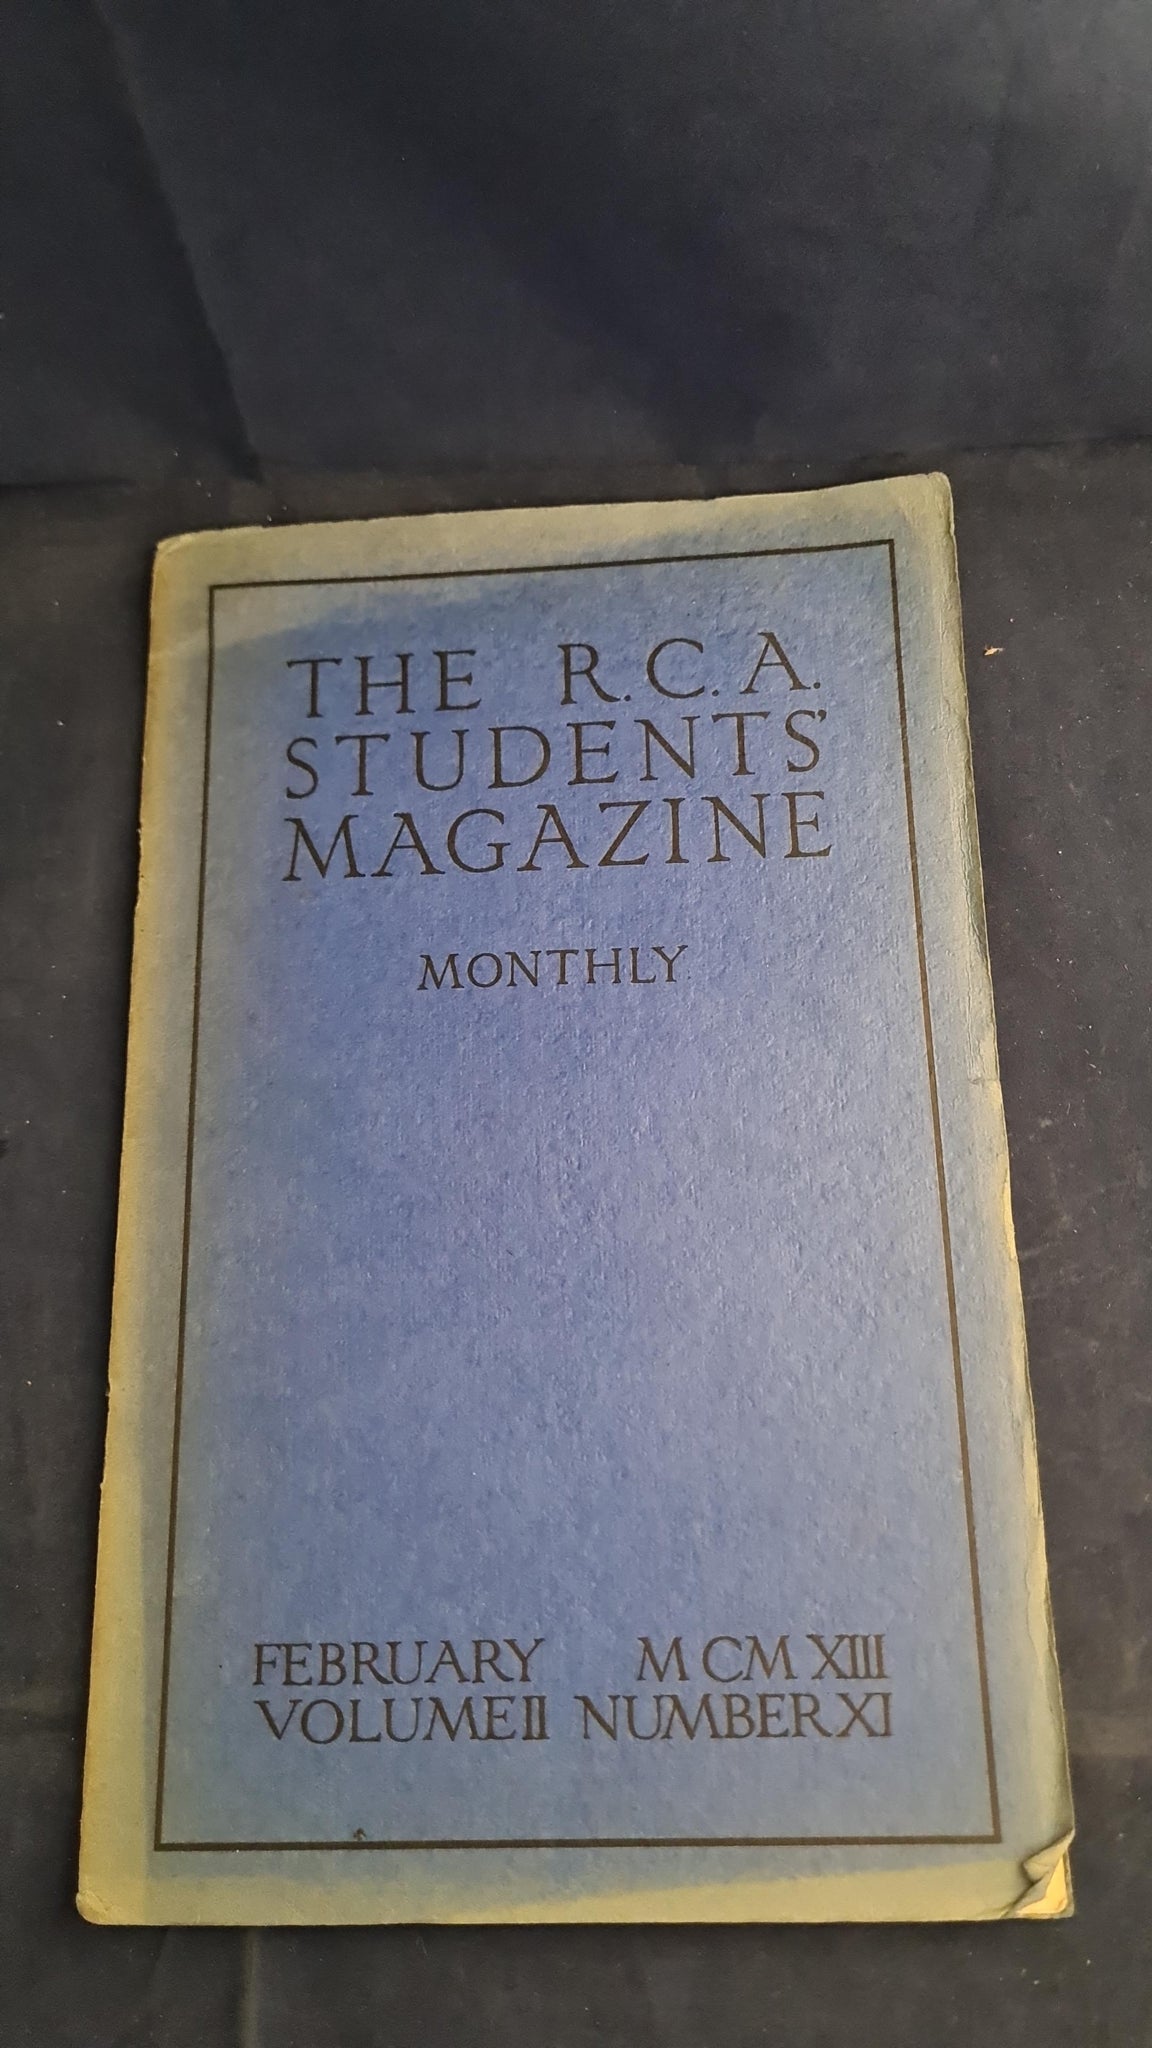 THE R.C.A.
STUDENTS'
MAGAZINE
MONTHLY
FEBRUARY MCMXIII
VOLUME II NUMBER XI